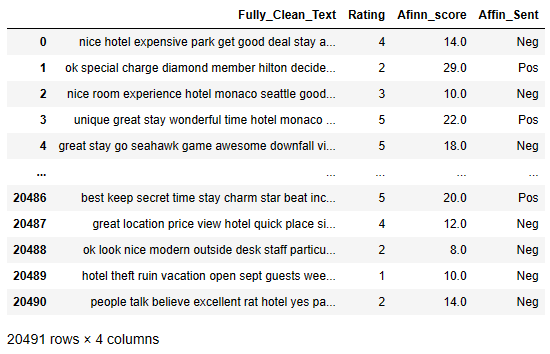 Fully_Clean_Text Rating Afinn_score Affin_Sent
0 nice hotel expensive park get good deal stay a... 4 14.0 Neg
1 ok special charge diamond member hilton decide... 2 29.0 Pos
2 nice room experience hotel monaco seattle good... 3 10.0 Neg
3 unique great stay wonderful time hotel monaco ... 5 22.0 Pos
4 great stay go seahawk game awesome downfall vi... 5 18.0 Neg
... ... ... ... ...
20486 best keep secret time stay charm star beat inc... 5 20.0 Pos
20487 great location price view hotel quick place si... 4 12.0 Neg
20488 ok look nice modern outside desk staff particu... 2 8.0 Neg
20489 hotel theft ruin vacation open sept guests wee... 1 10.0 Neg
20490 people talk believe excellent rat hotel yes pa... 2 14.0 Neg
20491 rows × 4 columns